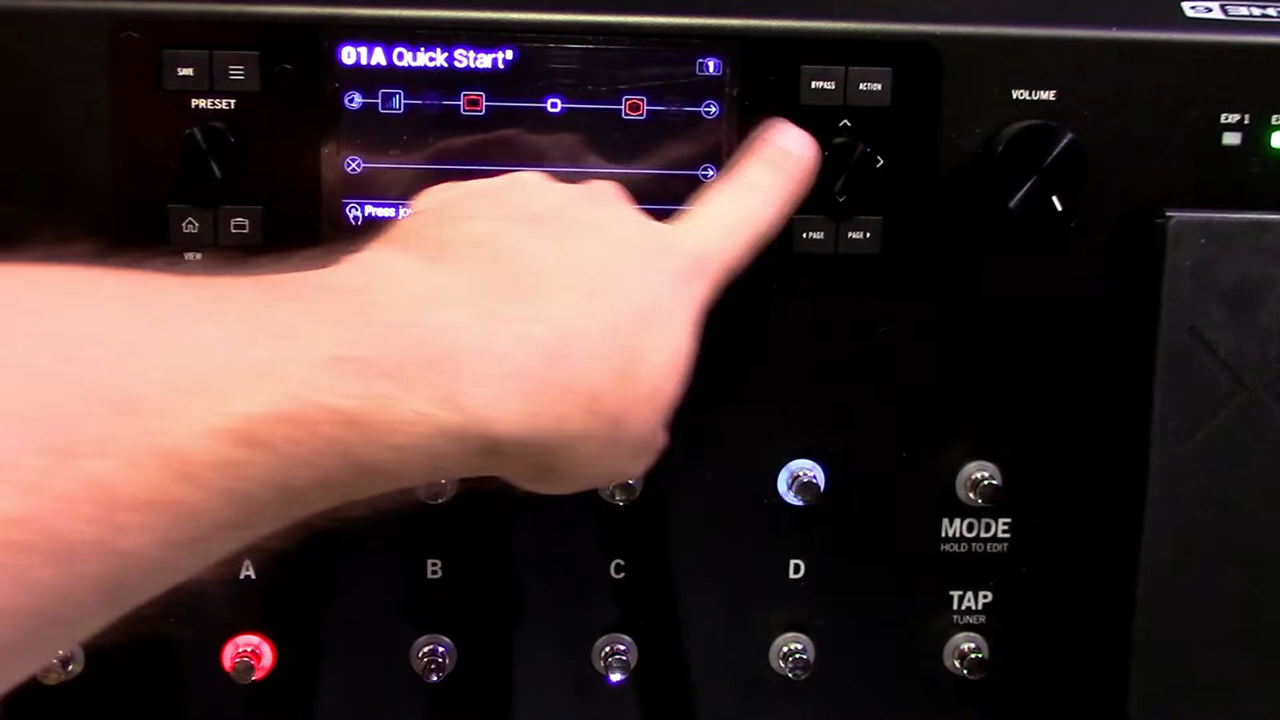 01A Quick Start"
1
SAVE
PRESET
VIEW
Press
BYPASS
ACTION
PAGE
PAGE
VOLUME
EXP 1
A
B
C
D
MODE
HOLD TO EDIT
TAP
TUNER